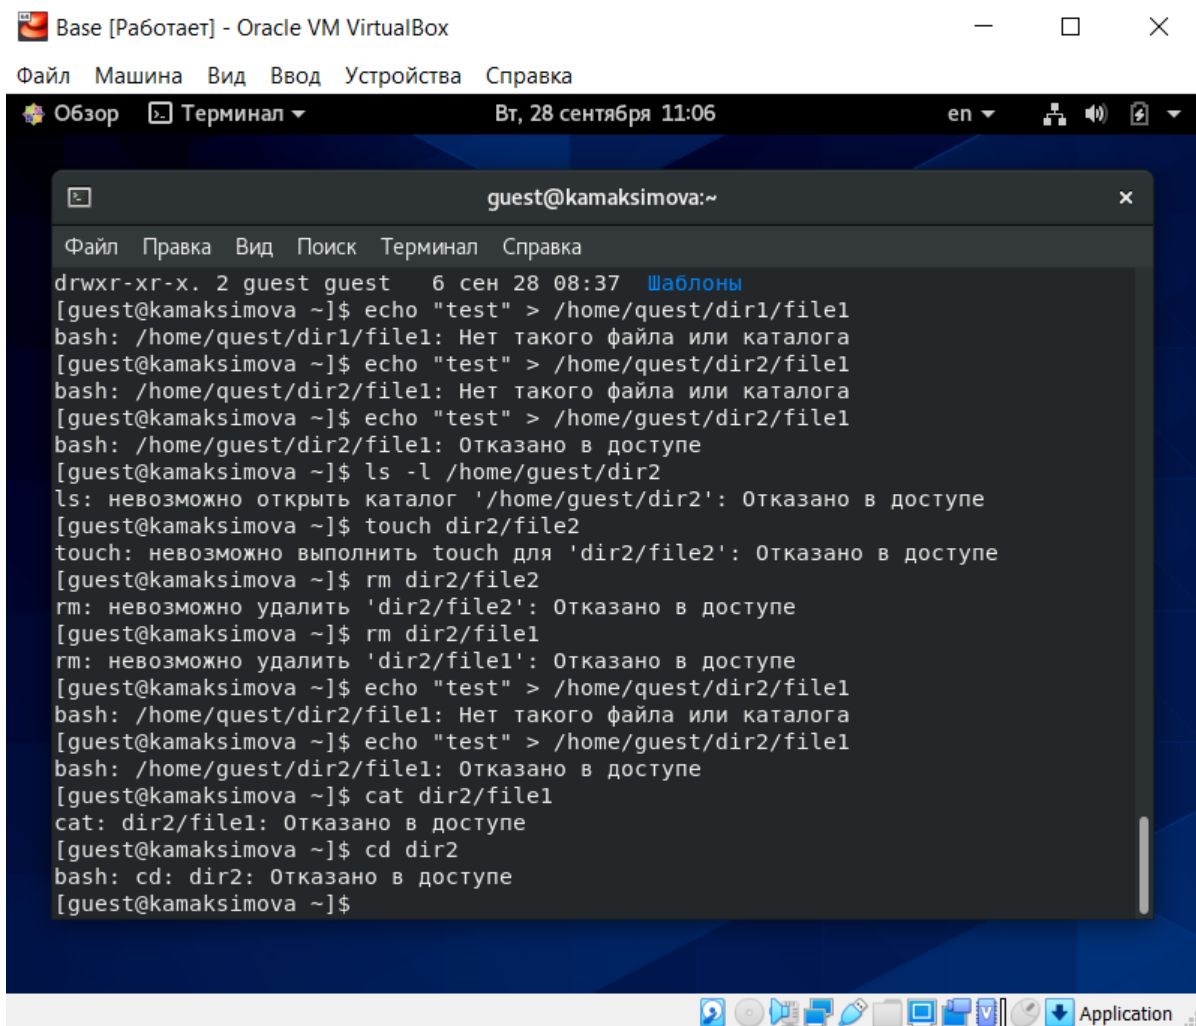 Base [Работает] - Oracle VM VirtualBox
Файл Машина Вид Ввод Устройства Справка
Обзор Терминал Вт, 28 сентября 11:06 en
guest@kamaksimova:~
Файл Правка Вид Поиск Терминал Справка
drwxr-xr-x. 2 guest guest 6 сен 28 08:37 Шаблоны
[guest@kamaksimova ~]$ echo "test" > /home/quest/dir1/file1
bash: /home/quest/dir1/file1: Нет такого файла или каталога
[guest@kamaksimova ~]$ echo "test" > /home/quest/dir2/file1
bash: /home/quest/dir2/file1: Нет такого файла или каталога
[guest@kamaksimova ~]$ echo "test" > /home/guest/dir2/file1
bash: /home/guest/dir2/file1: Отказано в доступе
[guest@kamaksimova ~]$ ls -l /home/guest/dir2
ls: невозможно открыть каталог '/home/guest/dir2': Отказано в доступе
[guest@kamaksimova ~]$ touch dir2/file2
touch: невозможно выполнить touch для 'dir2/file2': Отказано в доступе
[guest@kamaksimova ~]$ rm dir2/file2
rm: невозможно удалить 'dir2/file2': Отказано в доступе
[guest@kamaksimova ~]$ rm dir2/file1
rm: невозможно удалить 'dir2/file1': Отказано в доступе
[guest@kamaksimova ~]$ echo "test" > /home/quest/dir2/file1
bash: /home/quest/dir2/file1: Нет такого файла или каталога
[guest@kamaksimova ~]$ echo "test" > /home/guest/dir2/file1
bash: /home/guest/dir2/file1: Отказано в доступе
[guest@kamaksimova ~]$ cat dir2/file1
cat: dir2/file1: Отказано в доступе
[guest@kamaksimova ~]$ cd dir2
bash: cd: dir2: Отказано в доступе
[guest@kamaksimova ~]$
Application